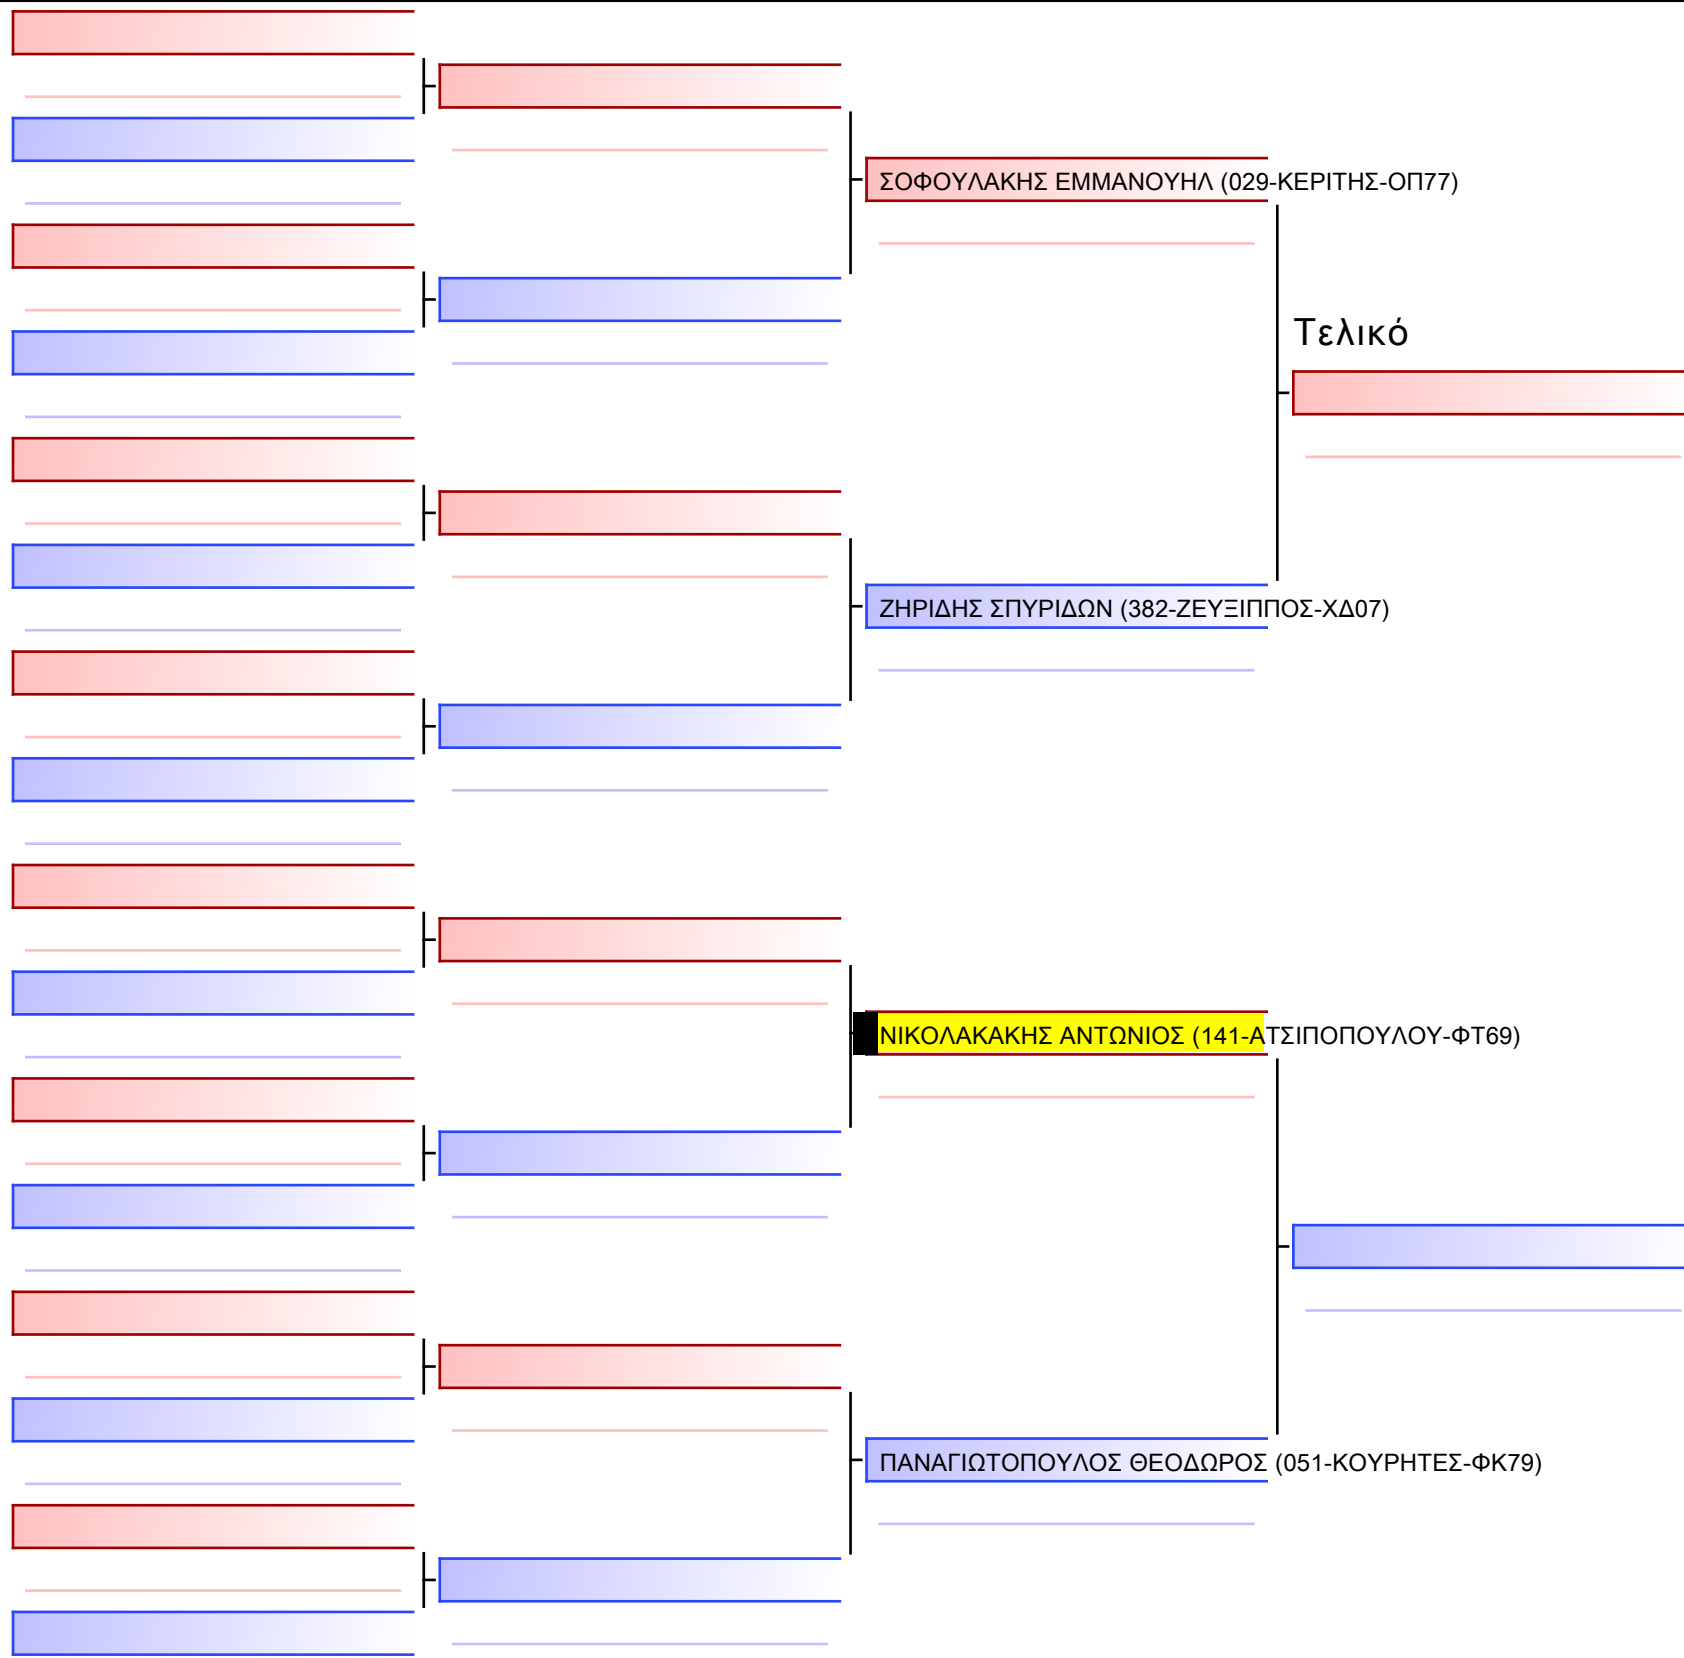 ΣΟΦΟΥΛΑΚΗΣ ΕΜΜΑΝΟΥΗΛ (029-ΚΕΡΙΤΗΣ-ΟΠ77)
Τελικό
ΖΗΡΙΔΗΣ ΣΠΥΡΙΔΩΝ (382-ΖΕΥΞΙΠΠΟΣ-ΧΔ07)
ΝΙΚΟΛΑΚΑΚΗΣ ΑΝΤΩΝΙΟΣ (141-ΑΤΣΙΠΟΠΟΥΛΟΥ-ΦΤ69)
ΠΑΝΑΓΙΩΤΟΠΟΥΛΟΣ ΘΕΟΔΩΡΟΣ (051-ΚΟΥΡΗΤΕΣ-ΦΚ79)